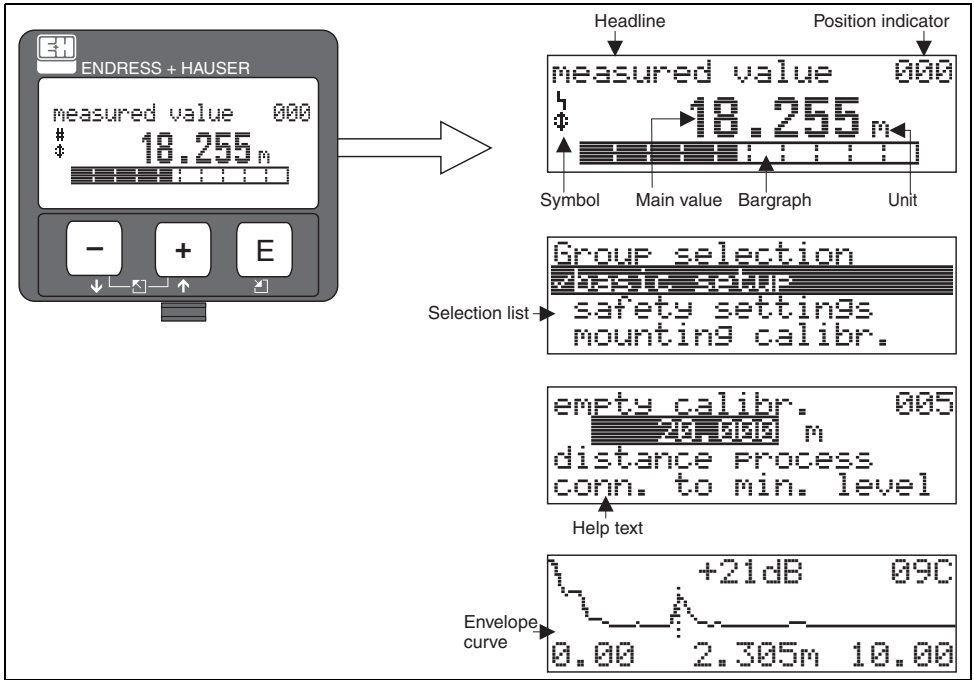 Headline
Position indicator
E+H
ENDRESS + HAUSER
measured value 000
# 18.255 m
- + E
measured value 000
18.255 m
Symbol Main value Bargraph Unit
Group selection
✓basic setup
Selection list
safety settings
mounting calibr.
empty calibr. 005
20.000 m
distance process
conn. to min. level
Help text
+21dB 09C
Envelope
curve
0.00 2.305m 10.00